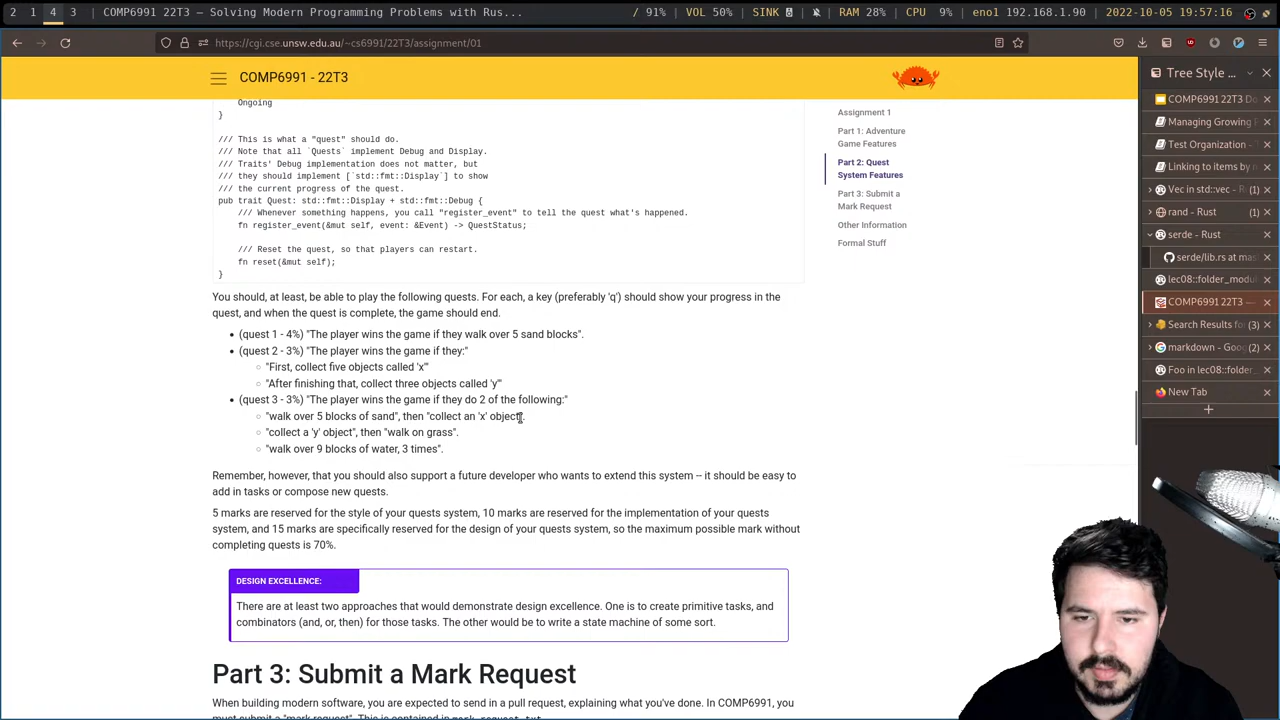 2 1 4 3 COMP6991 22T3 — Solving Modern Programming Problems with Rus... / 91% VOL 50% SINK RAM 28% CPU 9% eno1 192.168.1.90 2022-10-05 19:57:16
https://cgi.cse.unsw.edu.au/~cs6991/22T3/assignment/01
Tree Style ...
COMP6991 - 22T3
COMP6991 22T3 Do
Managing Growing P
Test Organization -
Linking to items by n
Vec in std::vec - Ru (1)
rand - Rust (1)
serde - Rust
serde/lib.rs at mas
lec08::folder_modul
COMP6991 22T3 —
Search Results for (3)
markdown - Googl (2)
Foo in lec08::folder_
New Tab
Ongoing
}
/// This is what a "quest" should do.
/// Note that all `Quests` implement Debug and Display.
/// Traits' Debug implementation does not matter, but
/// they should implement [`std::fmt::Display`] to show
/// the current progress of the quest.
pub trait Quest: std::fmt::Display + std::fmt::Debug {
/// Whenever something happens, you call "register_event" to tell the quest what's happened.
fn register_event(&mut self, event: &Event) -> QuestStatus;
/// Reset the quest, so that players can restart.
fn reset(&mut self);
}
Assignment 1
Part 1: Adventure
Game Features
Part 2: Quest
System Features
Part 3: Submit a
Mark Request
Other Information
Formal Stuff
You should, at least, be able to play the following quests. For each, a key (preferably 'q') should show your progress in the
quest, and when the quest is complete, the game should end.
(quest 1 - 4%) "The player wins the game if they walk over 5 sand blocks".
(quest 2 - 3%) "The player wins the game if they:"
"First, collect five objects called 'x'"
"After finishing that, collect three objects called 'y'"
(quest 3 - 3%) "The player wins the game if they do 2 of the following:"
"walk over 5 blocks of sand", then "collect an 'x' object".
"collect a 'y' object", then "walk on grass".
"walk over 9 blocks of water, 3 times".
Remember, however, that you should also support a future developer who wants to extend this system -- it should be easy to
add in tasks or compose new quests.
5 marks are reserved for the style of your quests system, 10 marks are reserved for the implementation of your quests
system, and 15 marks are specifically reserved for the design of your quests system, so the maximum possible mark without
completing quests is 70%.
DESIGN EXCELLENCE:
There are at least two approaches that would demonstrate design excellence. One is to create primitive tasks, and
combinators (and, or, then) for those tasks. The other would be to write a state machine of some sort.
Part 3: Submit a Mark Request
When building modern software, you are expected to send in a pull request, explaining what you've done. In COMP6991, you
must submit a "mark request". This is contained in mark_request.txt